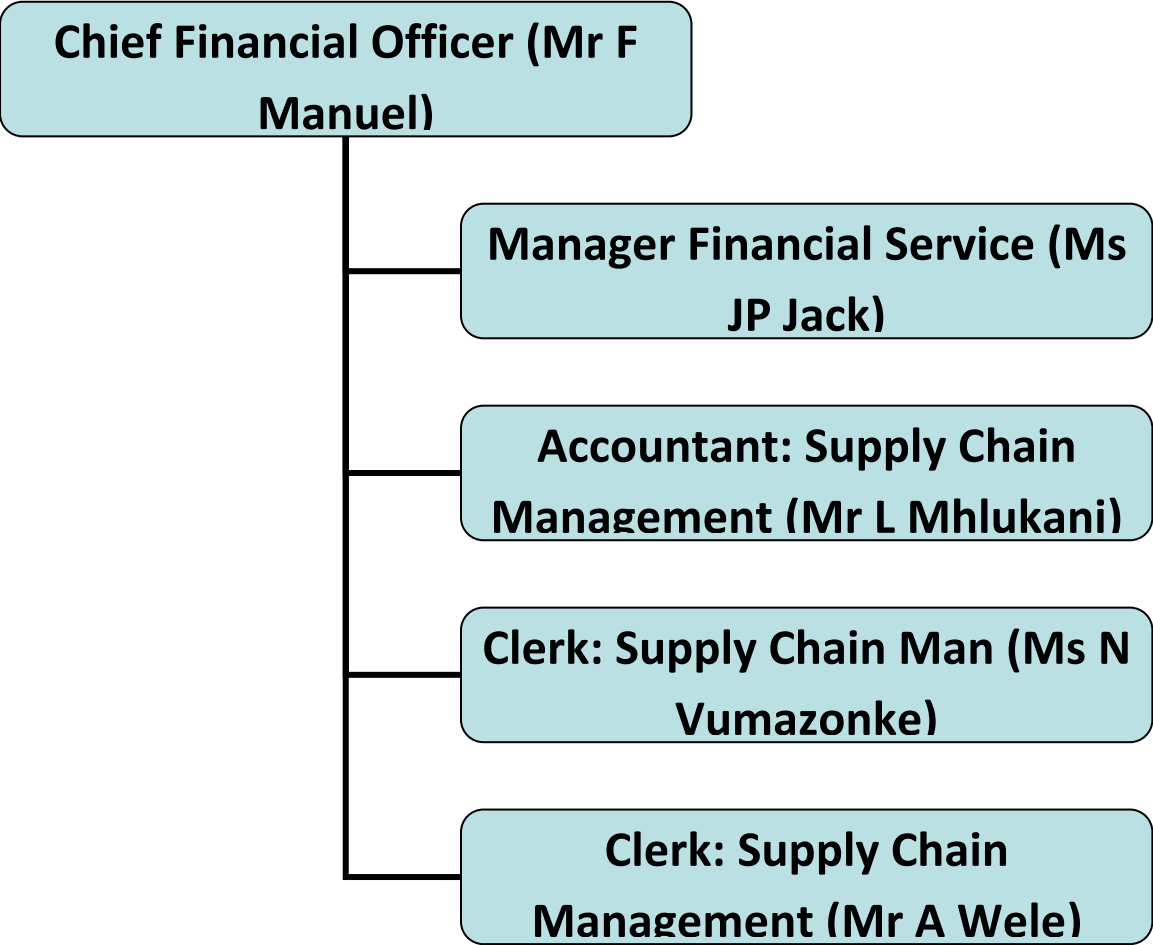 Chief Financial Officer (Mr F
Manuel)
Manager Financial Service (Ms
JP Jack)
Accountant: Supply Chain
Management (Mr L Mhlukani)
Clerk: Supply Chain Man (Ms N
Vumazonke)
Clerk: Supply Chain
Management (Mr A Wele)